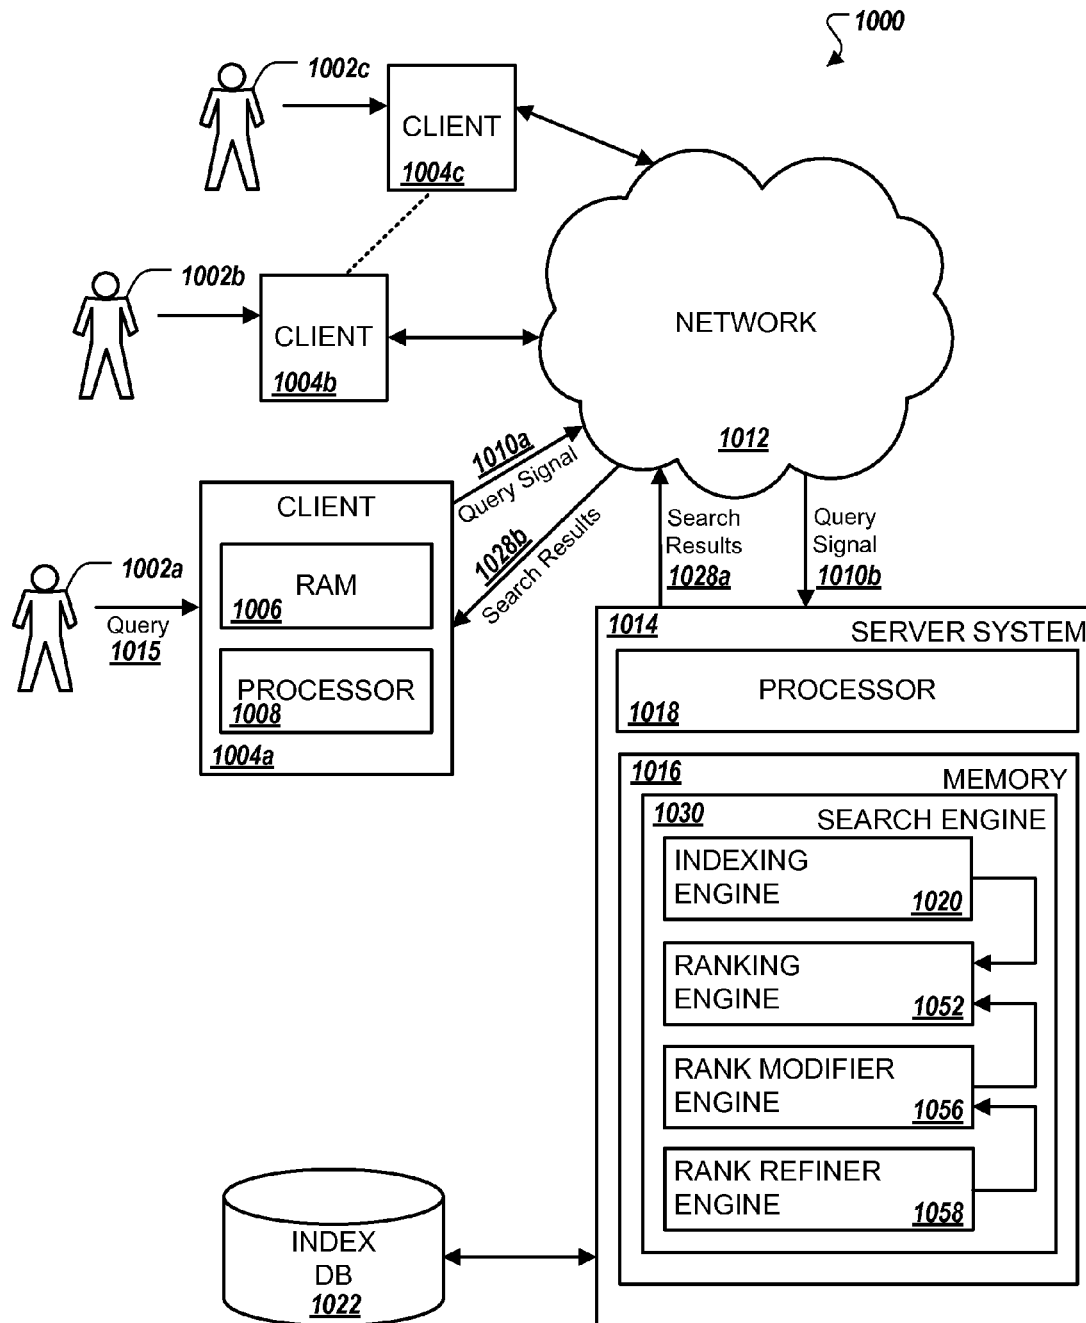 1000
1002c
CLIENT
1004c
1002b
CLIENT
1004b
NETWORK
1012
1010a
Query Signal
1028b
Search Results
Search
Results
1028a
Query
Signal
1010b
CLIENT
RAM
1006
PROCESSOR
1008
1004a
1002a
Query
1015
1014
SERVER SYSTEM
PROCESSOR
1018
1016
MEMORY
1030
SEARCH ENGINE
INDEXING
ENGINE
1020
RANKING
ENGINE
1052
RANK MODIFIER
ENGINE
1056
RANK REFINER
ENGINE
1058
INDEX
DB
1022